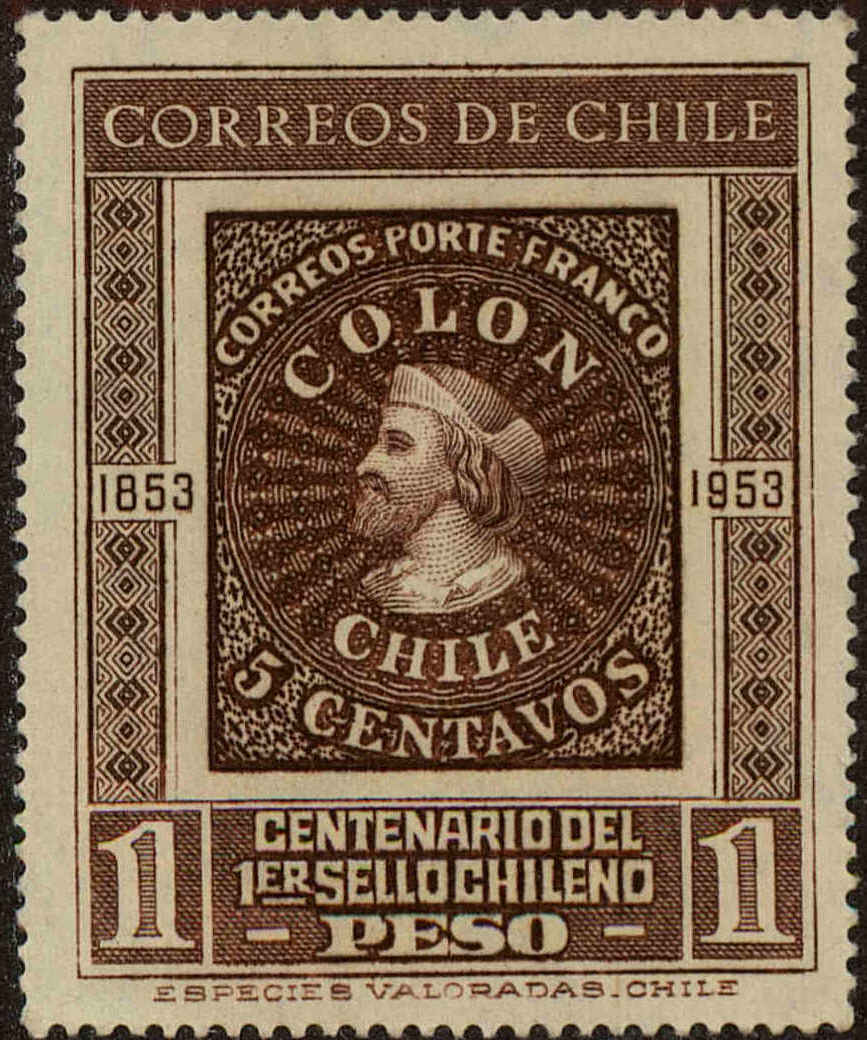 CORREOS DE CHILE
CORREOS PORTE FRANCO
COLON
1853
1953
CHILE
5 CENTAVOS
1
CENTENARIO DEL
1ER SELLO CHILENO
- PESO -
1
ESPECIES VALORADAS.CHILE